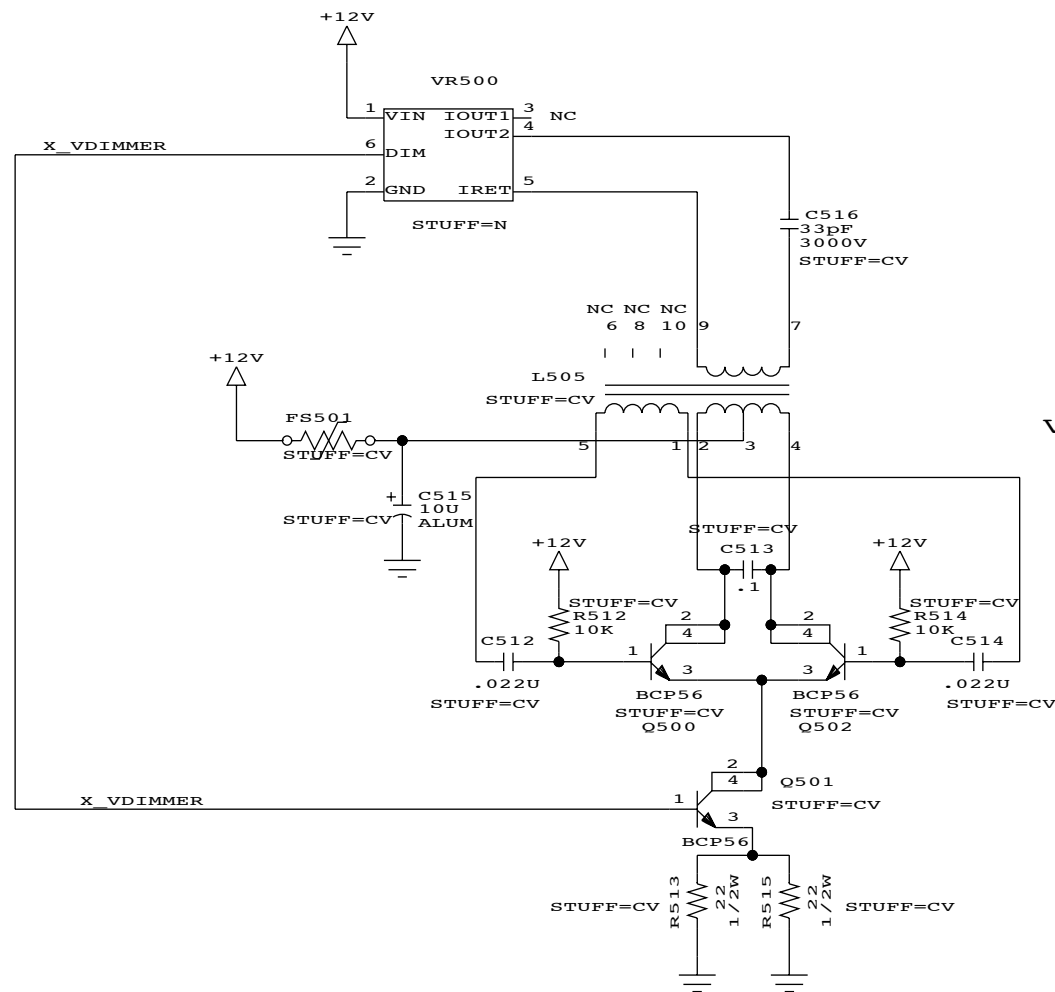 +12V
VR500
1 VIN IOUT1 3 NC
IOUT2 4
X_VDIMMER 6 DIM
2 GND IRET 5
STUFF=N
C516
33pF
3000V
STUFF=CV
NC NC NC
6 8 10 9 7
+12V
L505
STUFF=CV
FS501
STUFF=CV
5 1 2 3 4
+ C515
10U
ALUM
STUFF=CV
STUFF=CV
C513
.1
+12V
+12V
STUFF=CV
R512
10K
STUFF=CV
R514
10K
C512
.022U
STUFF=CV
C514
.022U
STUFF=CV
2
4
1
3
2
4
1
3
BCP56
STUFF=CV
Q500
BCP56
STUFF=CV
Q502
2
4
Q501
STUFF=CV
X_VDIMMER
1
3
BCP56
STUFF=CV
R513
22
1/2W
R515
22
1/2W
STUFF=CV